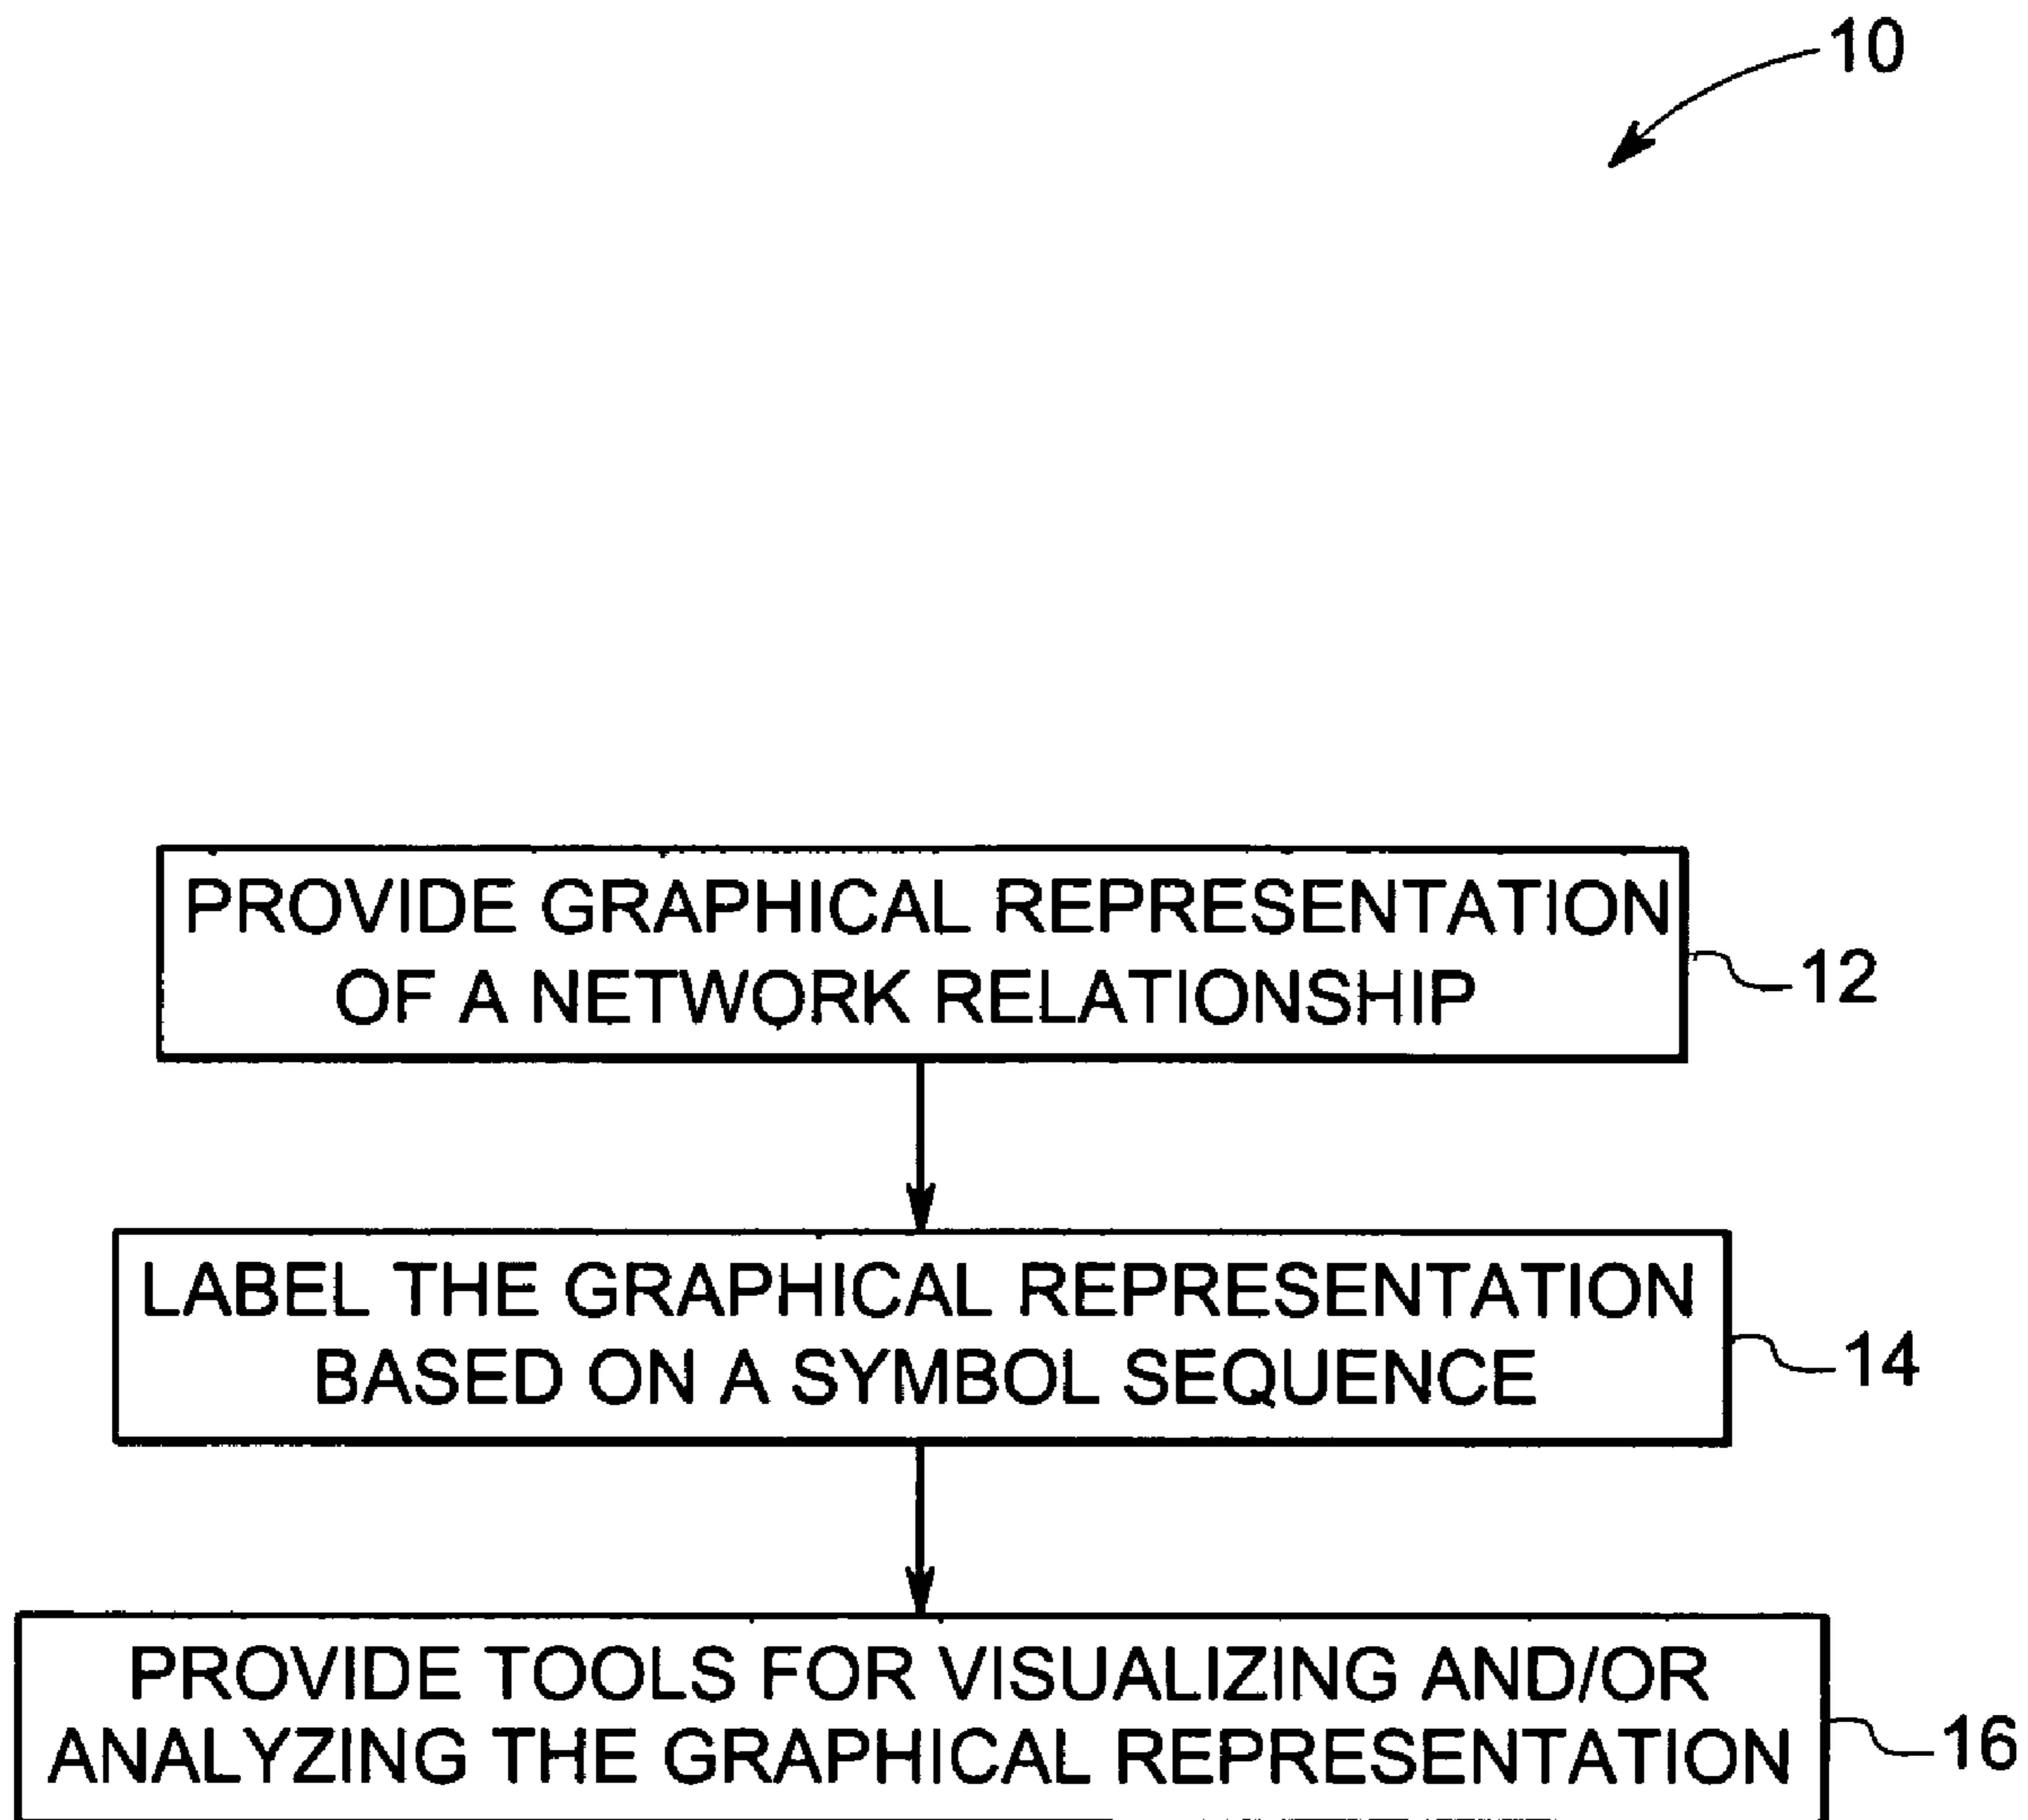 10
PROVIDE GRAPHICAL REPRESENTATION
OF A NETWORK RELATIONSHIP
12
LABEL THE GRAPHICAL REPRESENTATION
BASED ON A SYMBOL SEQUENCE
14
PROVIDE TOOLS FOR VISUALIZING AND/OR
ANALYZING THE GRAPHICAL REPRESENTATION
16